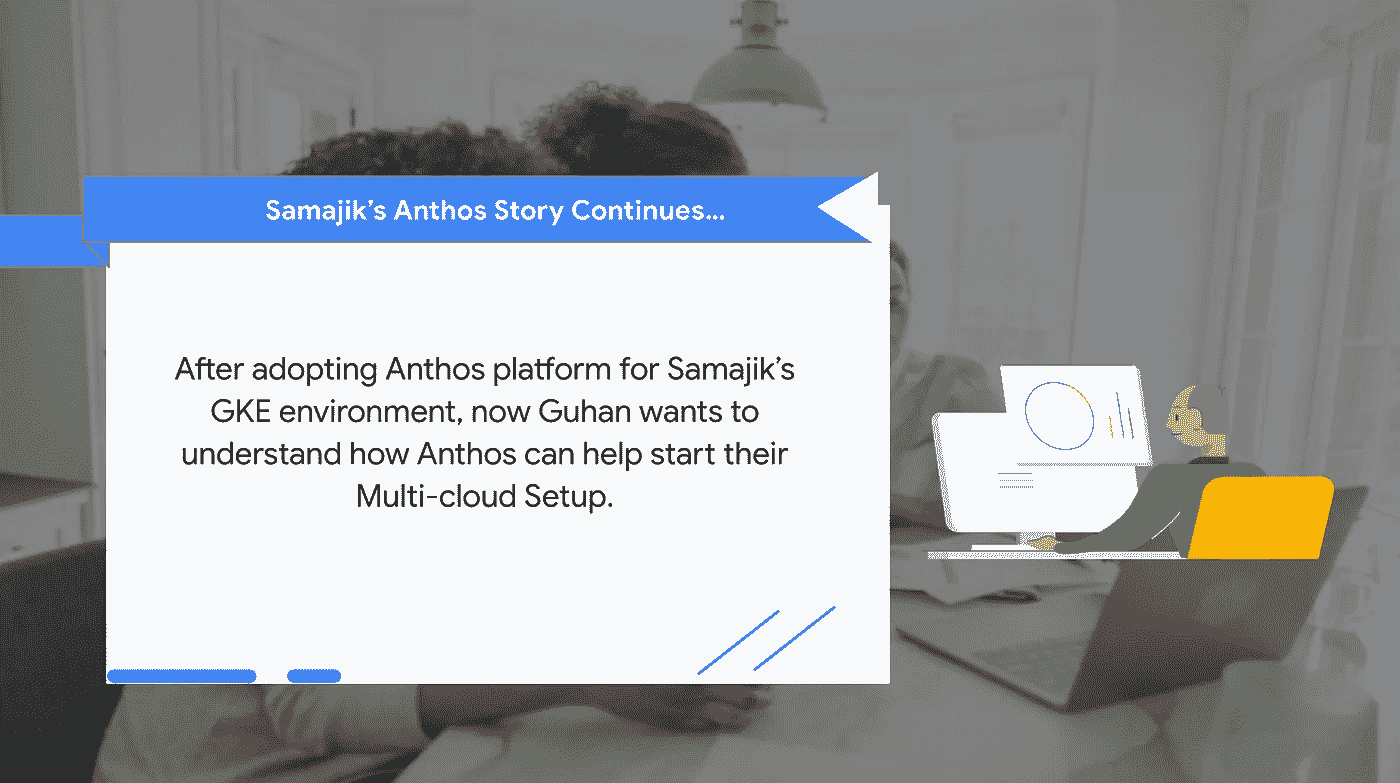 Samajik’s Anthos Story Continues...
After adopting Anthos platform for Samajik’s
GKE environment, now Guhan wants to
understand how Anthos can help start their
Multi-cloud Setup.